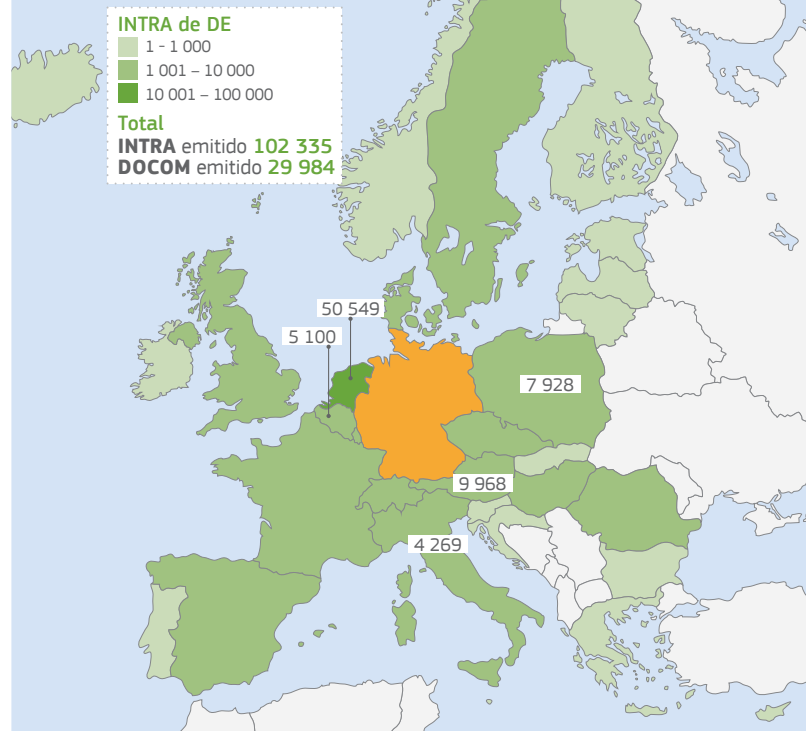 INTRA de DE
1 - 1 000
1 001 – 10 000
10 001 – 100 000
Total
INTRA emitido 102 335
DOCOM emitido 29 984
50 549
5 100
7 928
9 968
4 269